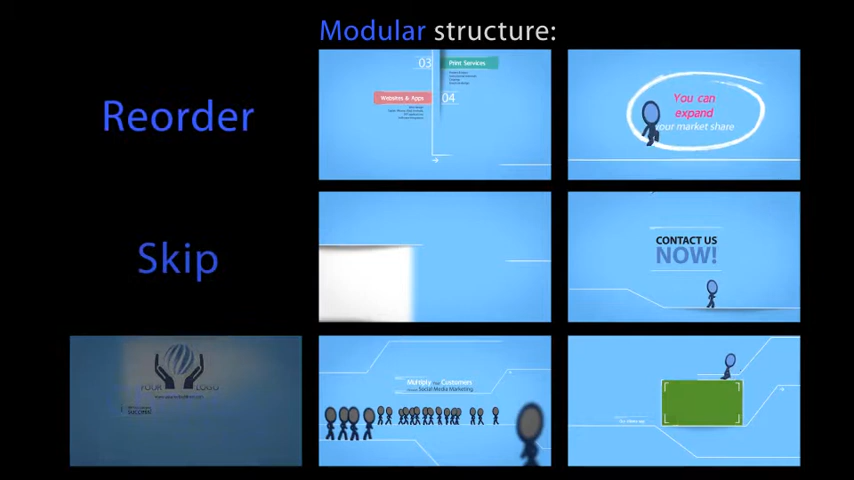 Modular structure:
Reorder
03
Print Services
Websites & Apps
04
You can
expand
your market share
Skip
CONTACT US
NOW!
YOUR LOGO
Multiply Your Customers
Social Media Marketing